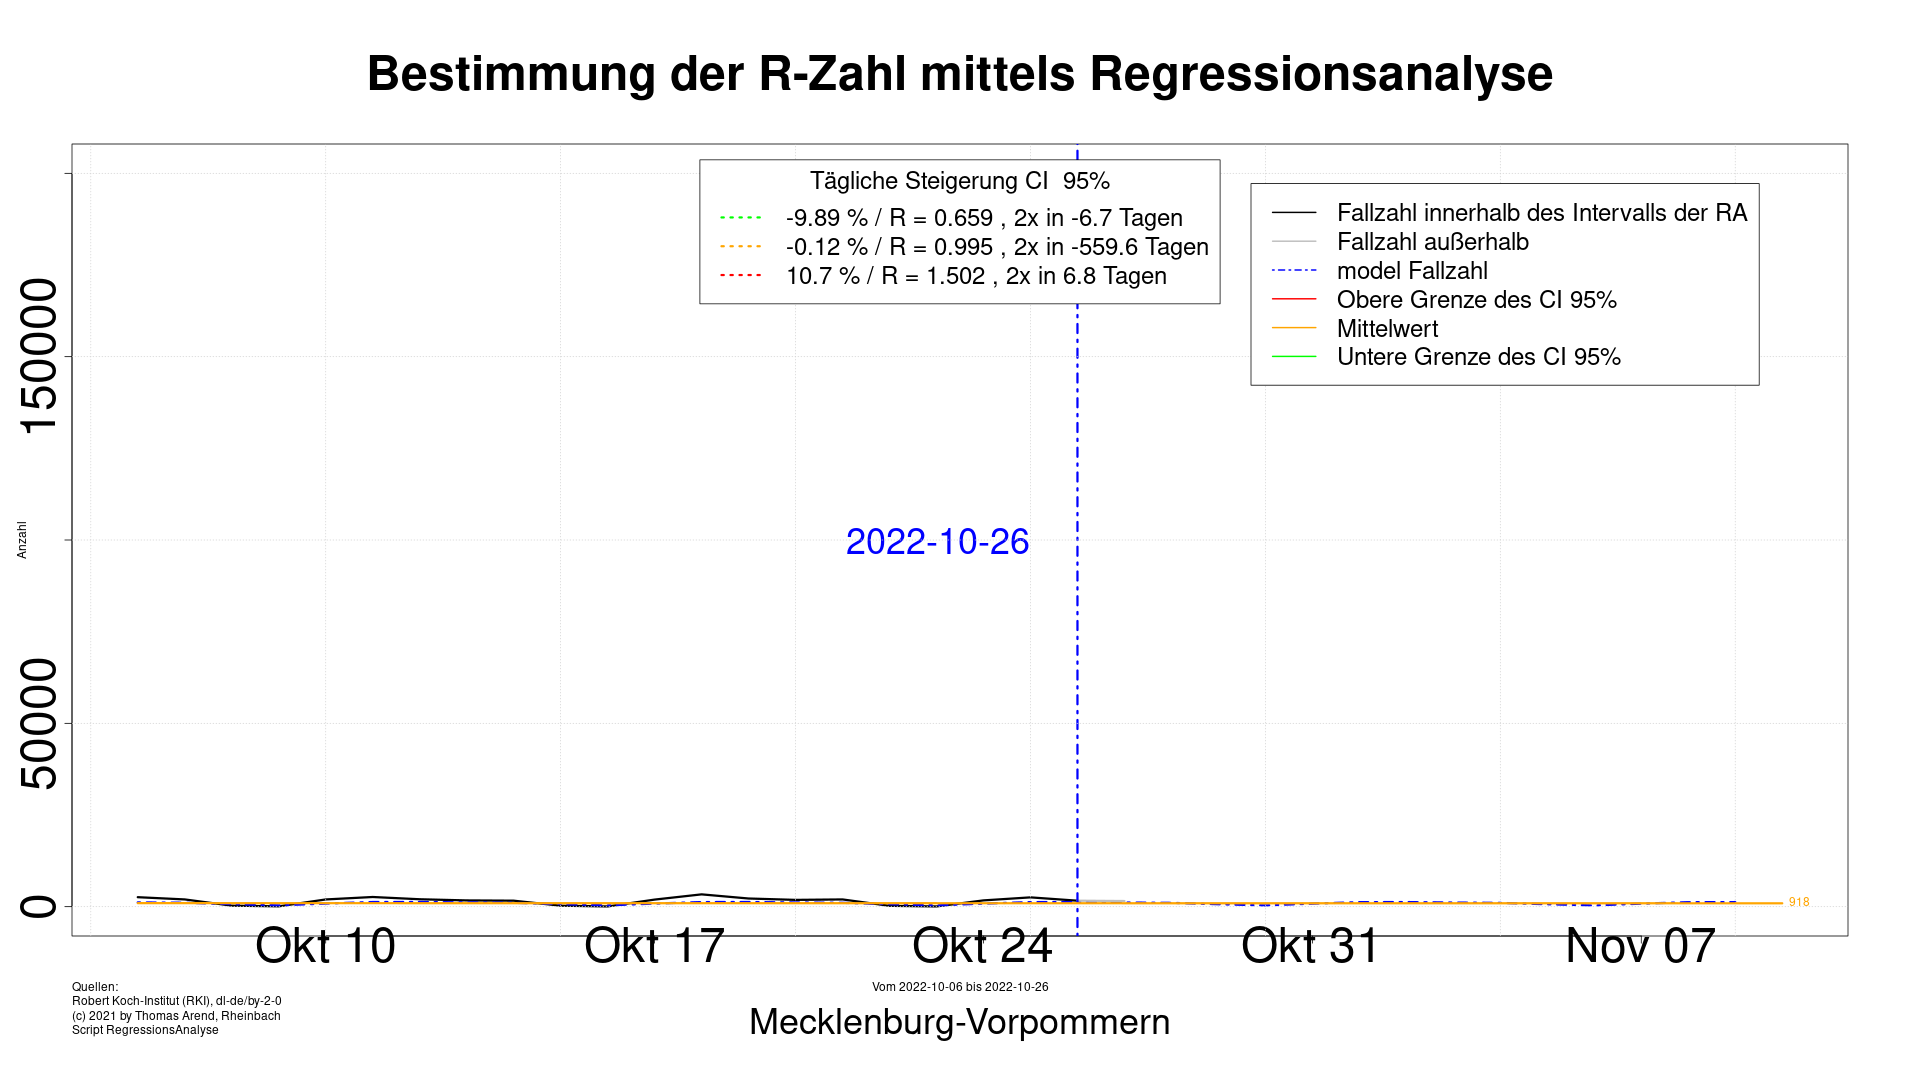 Bestimmung der R-Zahl mittels Regressionsanalyse
Tägliche Steigerung CI  95%
-9.89 % / R = 0.659 , 2x in -6.7 Tagen
-0.12 % / R = 0.995 , 2x in -559.6 Tagen
10.7 % / R = 1.502 , 2x in 6.8 Tagen
Fallzahl innerhalb des Intervalls der RA
Fallzahl außerhalb
model Fallzahl
Obere Grenze des CI 95%
Mittelwert
Untere Grenze des CI 95%
150000
50000
0
Anzahl
2022-10-26
918
Okt 10
Okt 17
Okt 24
Okt 31
Nov 07
Quellen:
Robert Koch-Institut (RKI), dl-de/by-2-0
(c) 2021 by Thomas Arend, Rheinbach
Script RegressionsAnalyse
Vom 2022-10-06 bis 2022-10-26
Mecklenburg-Vorpommern